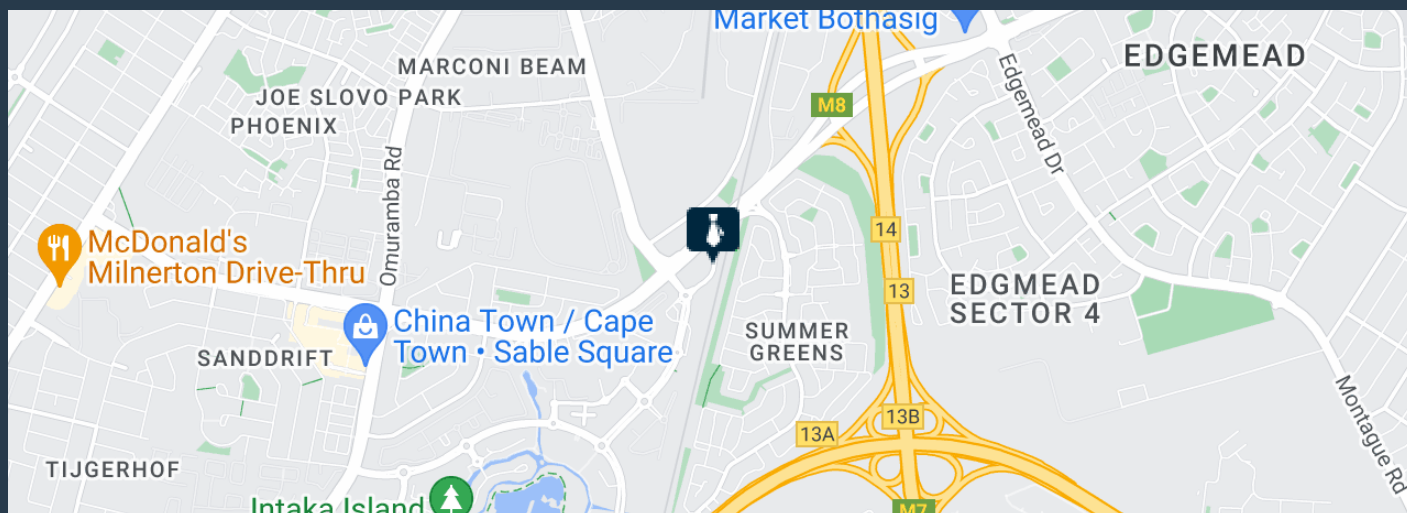 Market Bothasig
EDGEMEAD
MARCONI BEAM
JOE SLOVO PARK
PHOENIX
M8
Edgemead Dr
Omuramba Rd
McDonald's
Milnerton Drive-Thru
14
13
EDGMEAD
SECTOR 4
China Town / Cape
Town • Sable Square
SUMMER
GREENS
SANDDRIFT
13B
13A
Montague Rd
TIJGERHOF
Intaka Island
M7